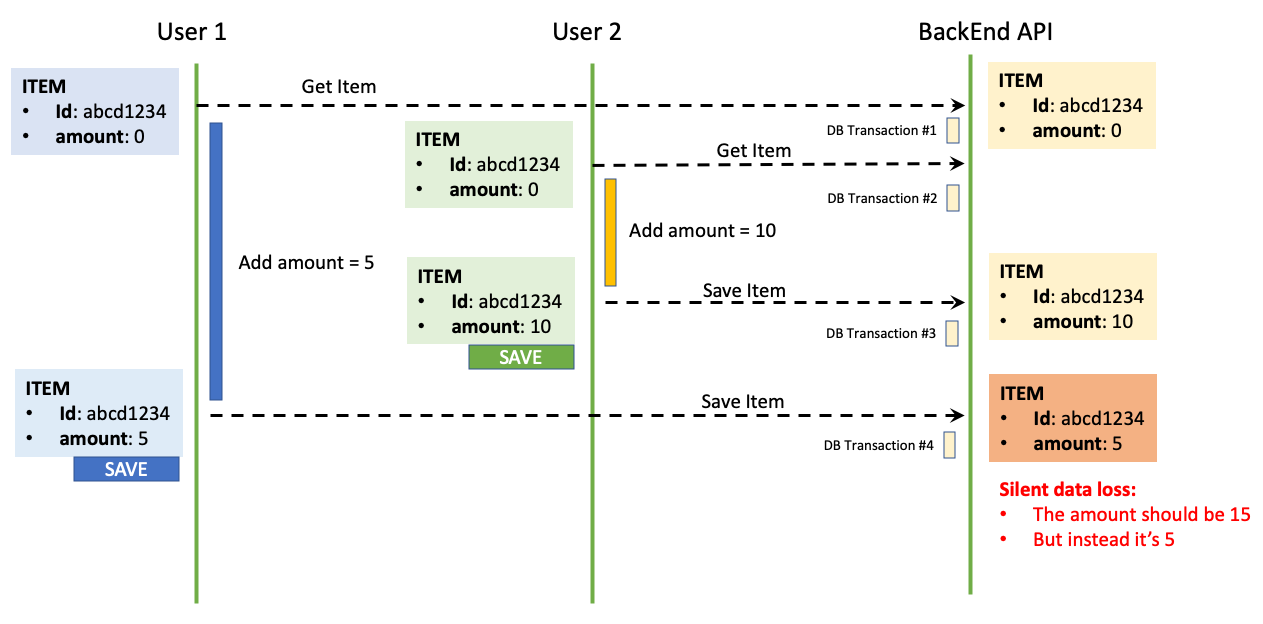 User 1
User 2
BackEnd API
ITEM
• Id: abcd1234
• amount: 0
Get Item
ITEM
• Id: abcd1234
• amount: 0
DB Transaction #1
ITEM
• Id: abcd1234
• amount: 0
Get Item
DB Transaction #2
Add amount = 10
Add amount = 5
ITEM
• Id: abcd1234
• amount: 10
SAVE
Save Item
ITEM
• Id: abcd1234
• amount: 10
DB Transaction #3
ITEM
• Id: abcd1234
• amount: 5
SAVE
Save Item
DB Transaction #4
ITEM
• Id: abcd1234
• amount: 5
Silent data loss:
• The amount should be 15
• But instead it’s 5